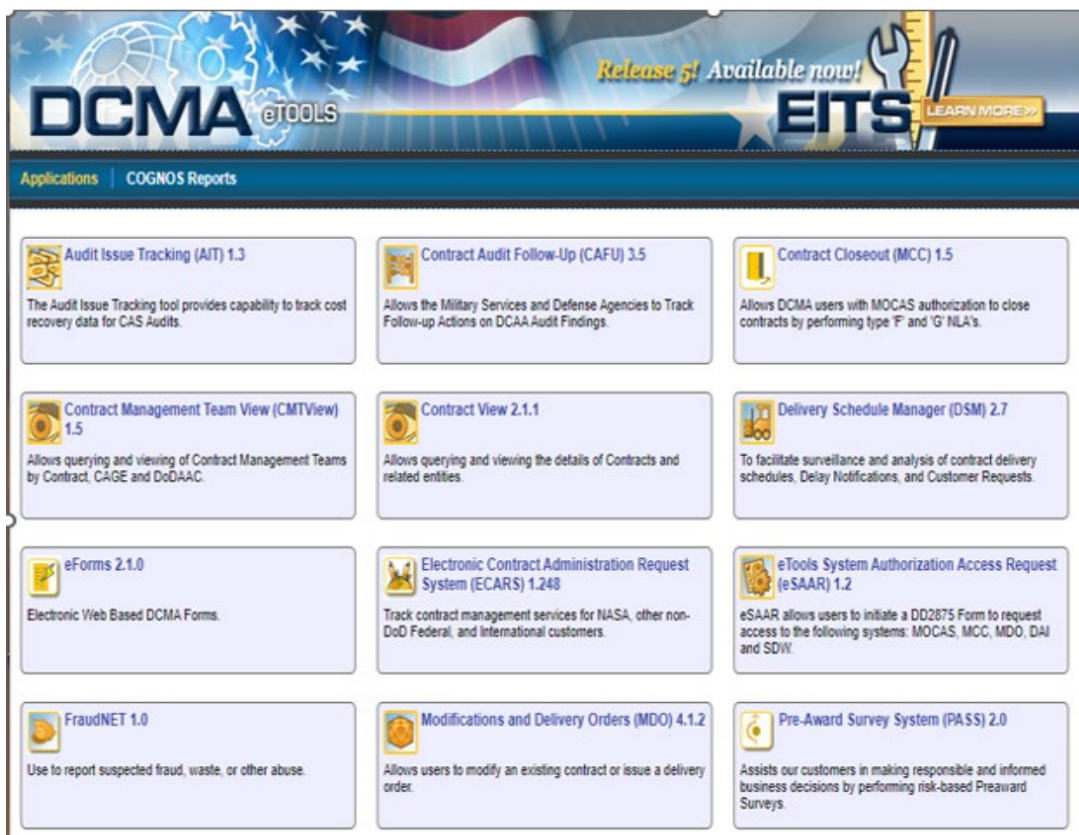 DCMA eTOOLS
Release 5! Available now!
EITS
LEARN MORE>>
Applications | COGNOS Reports
Audit Issue Tracking (AIT) 1.3
The Audit Issue Tracking tool provides capability to track cost
recovery data for CAS Audits.
Contract Audit Follow-Up (CAFU) 3.5
Allows the Military Services and Defense Agencies to Track
Follow-up Actions on DCAA Audit Findings.
Contract Closeout (MCC) 1.5
Allows DCMA users with MOCAS authorization to close
contracts by performing type 'F' and 'G' NLA's.
Contract Management Team View (CMTView)
1.5
Allows querying and viewing of Contract Management Teams
by Contract, CAGE and DoDAAC.
Contract View 2.1.1
Allows querying and viewing the details of Contracts and
related entities.
Delivery Schedule Manager (DSM) 2.7
To facilitate surveillance and analysis of contract delivery
schedules, Delay Notifications, and Customer Requests.
eForms 2.1.0
Electronic Web Based DCMA Forms.
Electronic Contract Administration Request
System (ECARS) 1.248
Track contract management services for NASA, other non-
DoD Federal, and International customers.
eTools System Authorization Access Request
(eSAAR) 1.2
eSAAR allows users to initiate a DD2875 Form to request
access to the following systems: MOCAS, MCC, MDO, DAI
and SDW.
FraudNET 1.0
Use to report suspected fraud, waste, or other abuse.
Modifications and Delivery Orders (MDO) 4.1.2
Allows users to modify an existing contract or issue a delivery
order.
Pre-Award Survey System (PASS) 2.0
Assists our customers in making responsible and informed
business decisions by performing risk-based Preaward
Surveys.